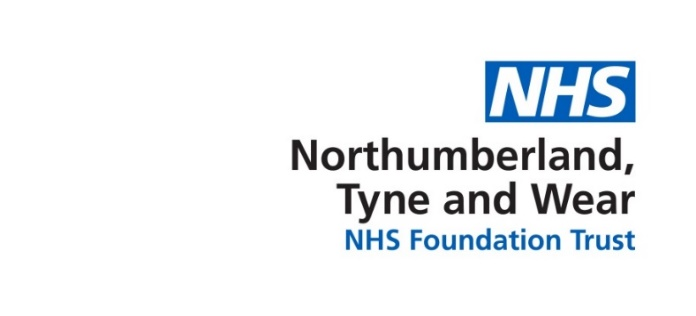 NHS
Northumberland,
Tyne and Wear
NHS Foundation Trust